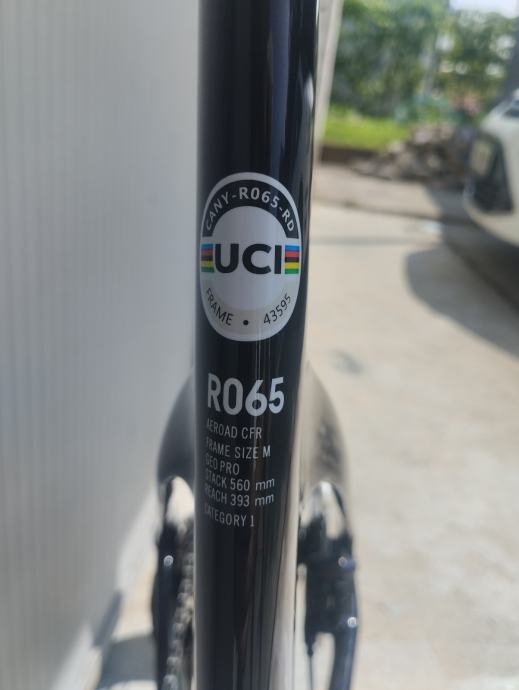 CANY-R065-RD
UCI
FRAME • 43595
R065
AEROAD CFR
FRAME SIZE M
GEO PRO
STACK 560 mm
REACH 393 mm
CATEGORY 1